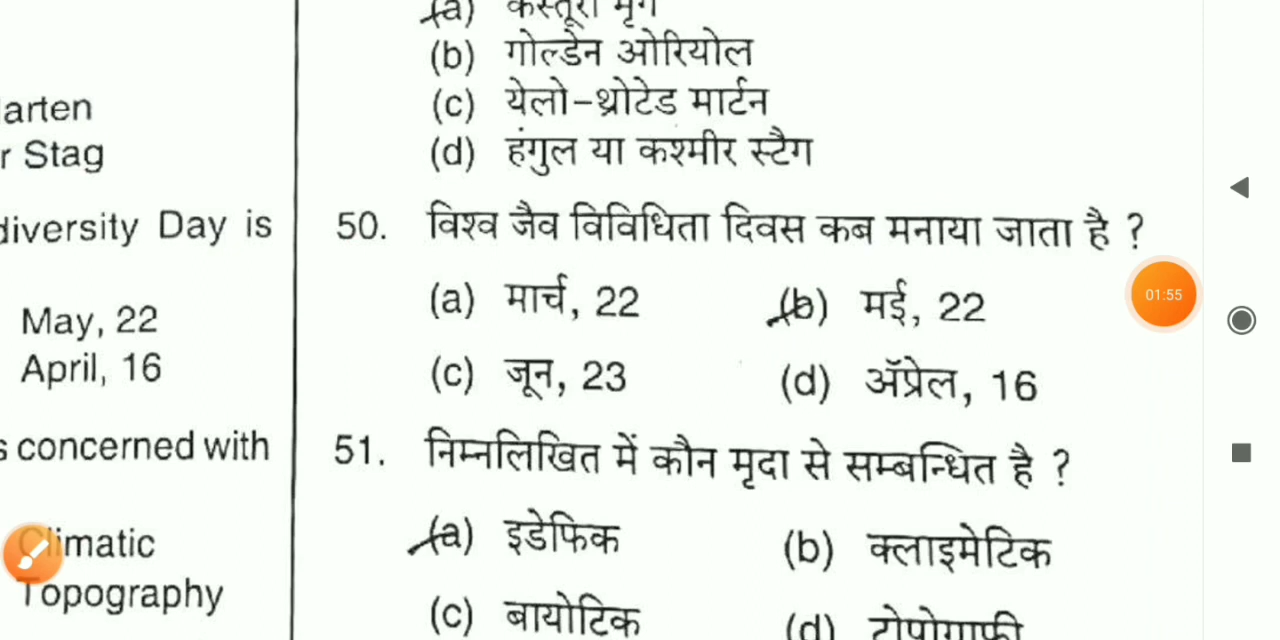 arten
r Stag
diversity Day is
May, 22
April, 16
s concerned with
Climatic
Topography
(a) कस्तूरी मृग
(b) गोल्डेन ओरियोल
(c) येलो-थ्रोटेड मार्टन
(d) हंगुल या कश्मीर स्टैग
50. विश्व जैव विविधिता दिवस कब मनाया जाता है ?
(a) मार्च, 22 (b) मई, 22
(c) जून, 23 (d) अॅप्रेल, 16
51. निम्नलिखित में कौन मृदा से सम्बन्धित है ?
(a) इडेफिक (b) क्लाइमेटिक
(c) बायोटिक (d) टोपोग्राफी
01:55